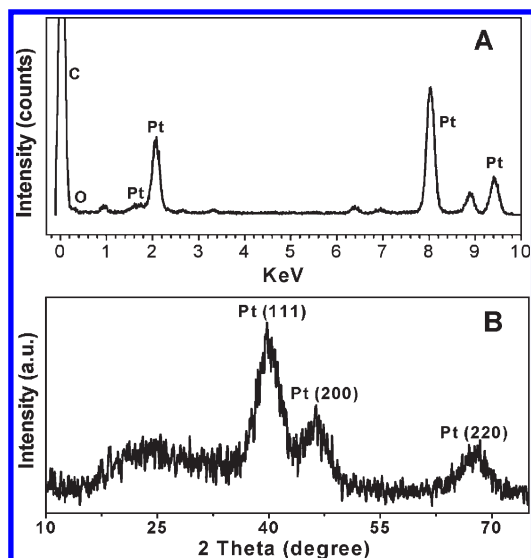 A
Intensity (counts)
C
O
Pt
Pt
Pt
Pt
0 1 2 3 4 5 6 7 8 9 10
KeV
B
Intensity (a.u.)
Pt (111)
Pt (200)
Pt (220)
10 25 40 55 70
2 Theta (degree)